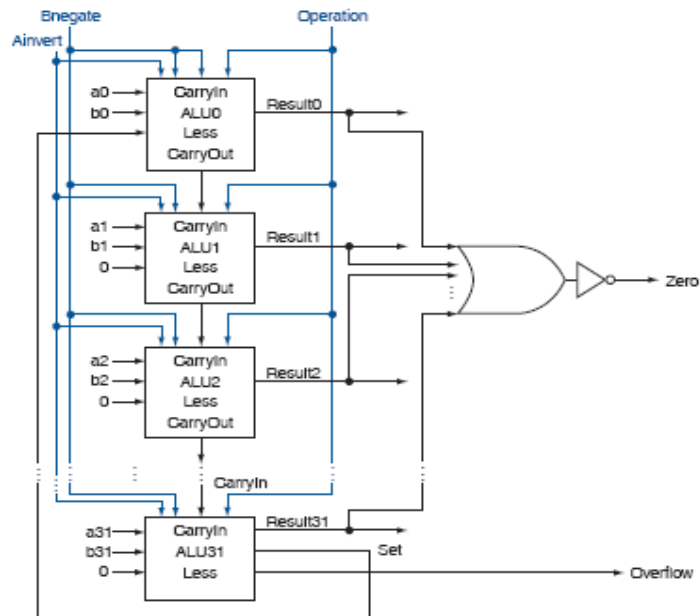 Bnegate
Operation
Ainvert
a0
b0
CarryIn
ALU0
Less
CarryOut
Result0
a1
b1
0
CarryIn
ALU1
Less
CarryOut
Result1
Zero
a2
b2
0
CarryIn
ALU2
Less
CarryOut
Result2
CarryIn
a31
b31
0
CarryIn
ALU31
Less
Result31
Set
Overflow